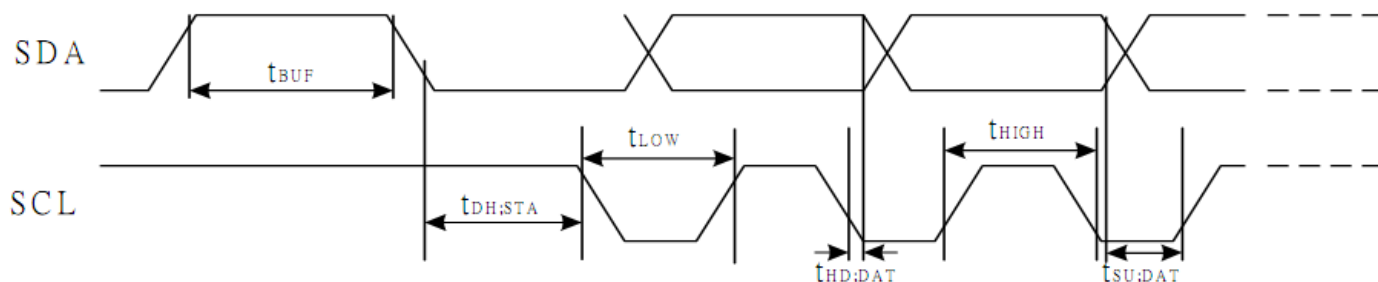 SDA
tBUF
tLOW
tHIGH
SCL
tDH;STA
tHD;DAT
tSU;DAT